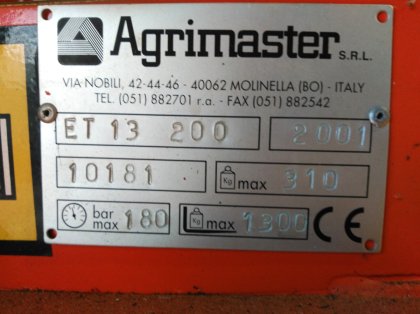 Agrimaster S.R.L.
VIA NOBILI, 42-44-46 - 40062 MOLINELLA (BO) - ITALY
TEL. (051) 882701 r.a. - FAX (051) 882542
ET 13 200 2001
10181 Kg max 310
bar max 180 Kg max 1300 CE